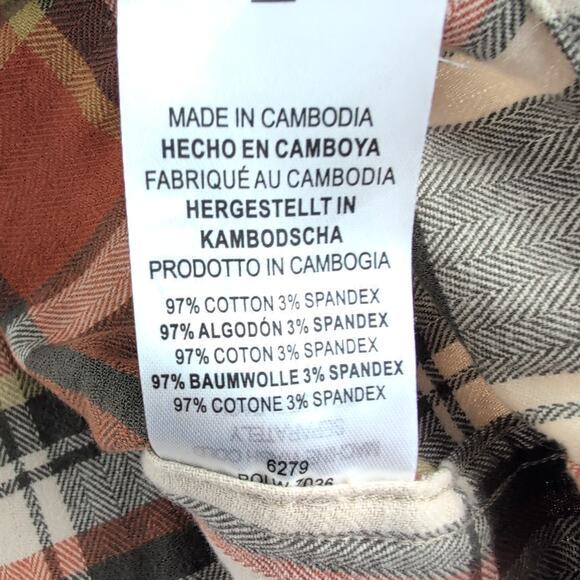 MADE IN CAMBODIA
HECHO EN CAMBOYA
FABRIQUÉ AU CAMBODIA
HERGESTELLT IN
KAMBODSCHA
PRODOTTO IN CAMBOGIA
97% COTTON 3% SPANDEX
97% ALGODÓN 3% SPANDEX
97% COTON 3% SPANDEX
97% BAUMWOLLE 3% SPANDEX
97% COTONE 3% SPANDEX
SEPARATELY
6279